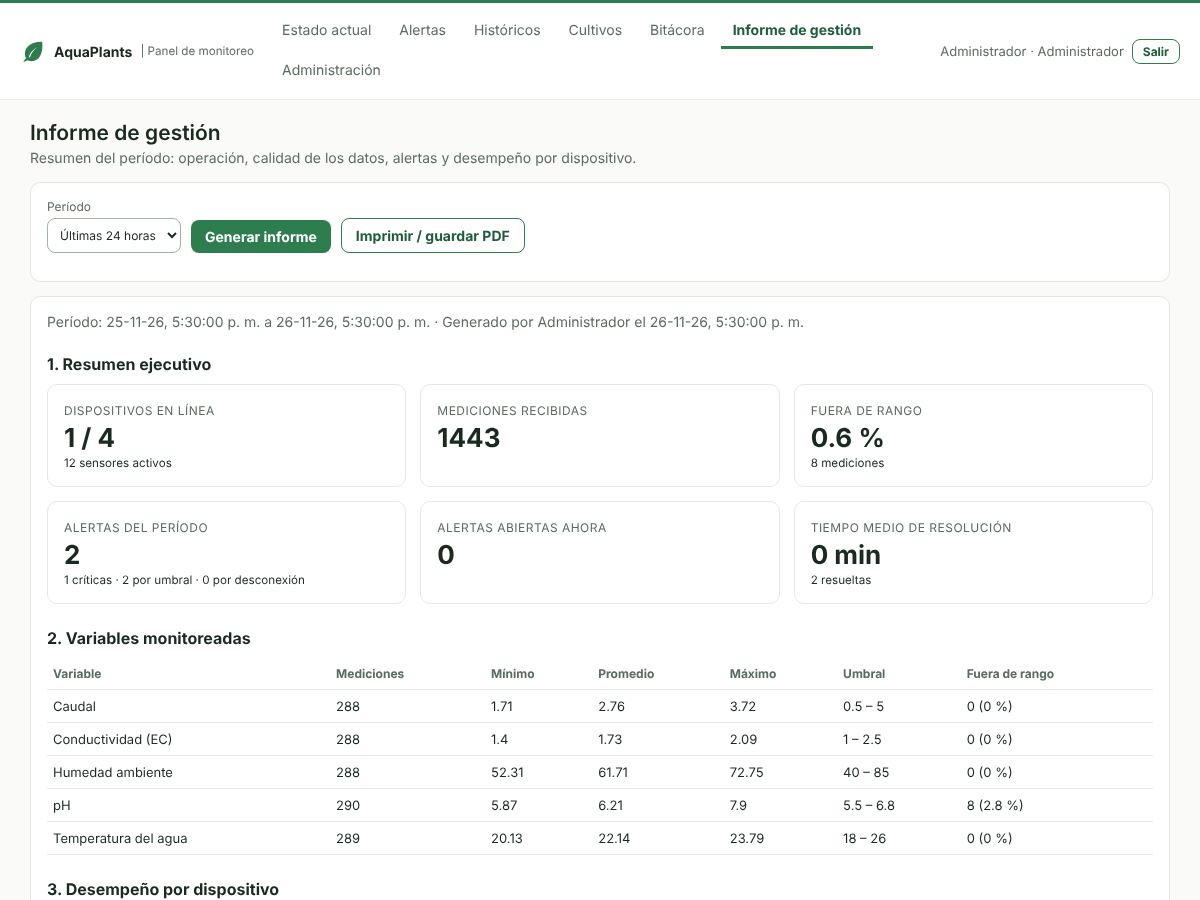 AquaPlants | Panel de monitoreo
Estado actual Alertas Históricos Cultivos Bitácora Informe de gestión
Administración
Administrador · Administrador Salir
Informe de gestión
Resumen del período: operación, calidad de los datos, alertas y desempeño por dispositivo.
Período
Últimas 24 horas Generar informe Imprimir / guardar PDF
Período: 25-11-26, 5:30:00 p. m. a 26-11-26, 5:30:00 p. m. · Generado por Administrador el 26-11-26, 5:30:00 p. m.
1. Resumen ejecutivo
DISPOSITIVOS EN LÍNEA
1 / 4
12 sensores activos
MEDICIONES RECIBIDAS
1443
FUERA DE RANGO
0.6 %
8 mediciones
ALERTAS DEL PERÍODO
2
1 críticas · 2 por umbral · 0 por desconexión
ALERTAS ABIERTAS AHORA
0
TIEMPO MEDIO DE RESOLUCIÓN
0 min
2 resueltas
2. Variables monitoreadas
Variable Mediciones Mínimo Promedio Máximo Umbral Fuera de rango
Caudal 288 1.71 2.76 3.72 0.5 – 5 0 (0 %)
Conductividad (EC) 288 1.4 1.73 2.09 1 – 2.5 0 (0 %)
Humedad ambiente 288 52.31 61.71 72.75 40 – 85 0 (0 %)
pH 290 5.87 6.21 7.9 5.5 – 6.8 8 (2.8 %)
Temperatura del agua 289 20.13 22.14 23.79 18 – 26 0 (0 %)
3. Desempeño por dispositivo